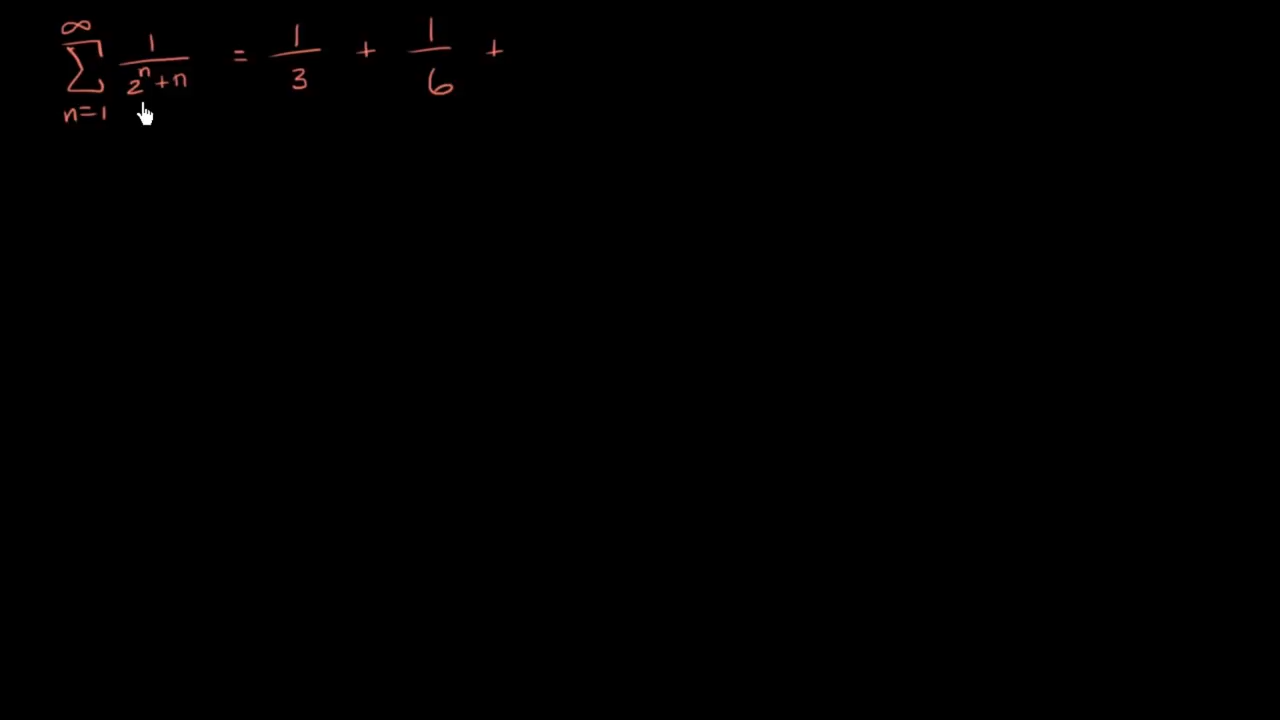 ∞
∑ 1/(2^n+n) = 1/3 + 1/6 +
n=1